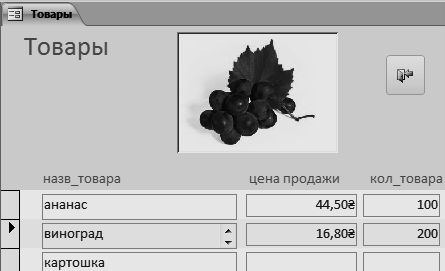 Товары
Товары
назв_товара цена продажи кол_товара
ананас 44,50₴ 100
виноград 16,80₴ 200
картошка